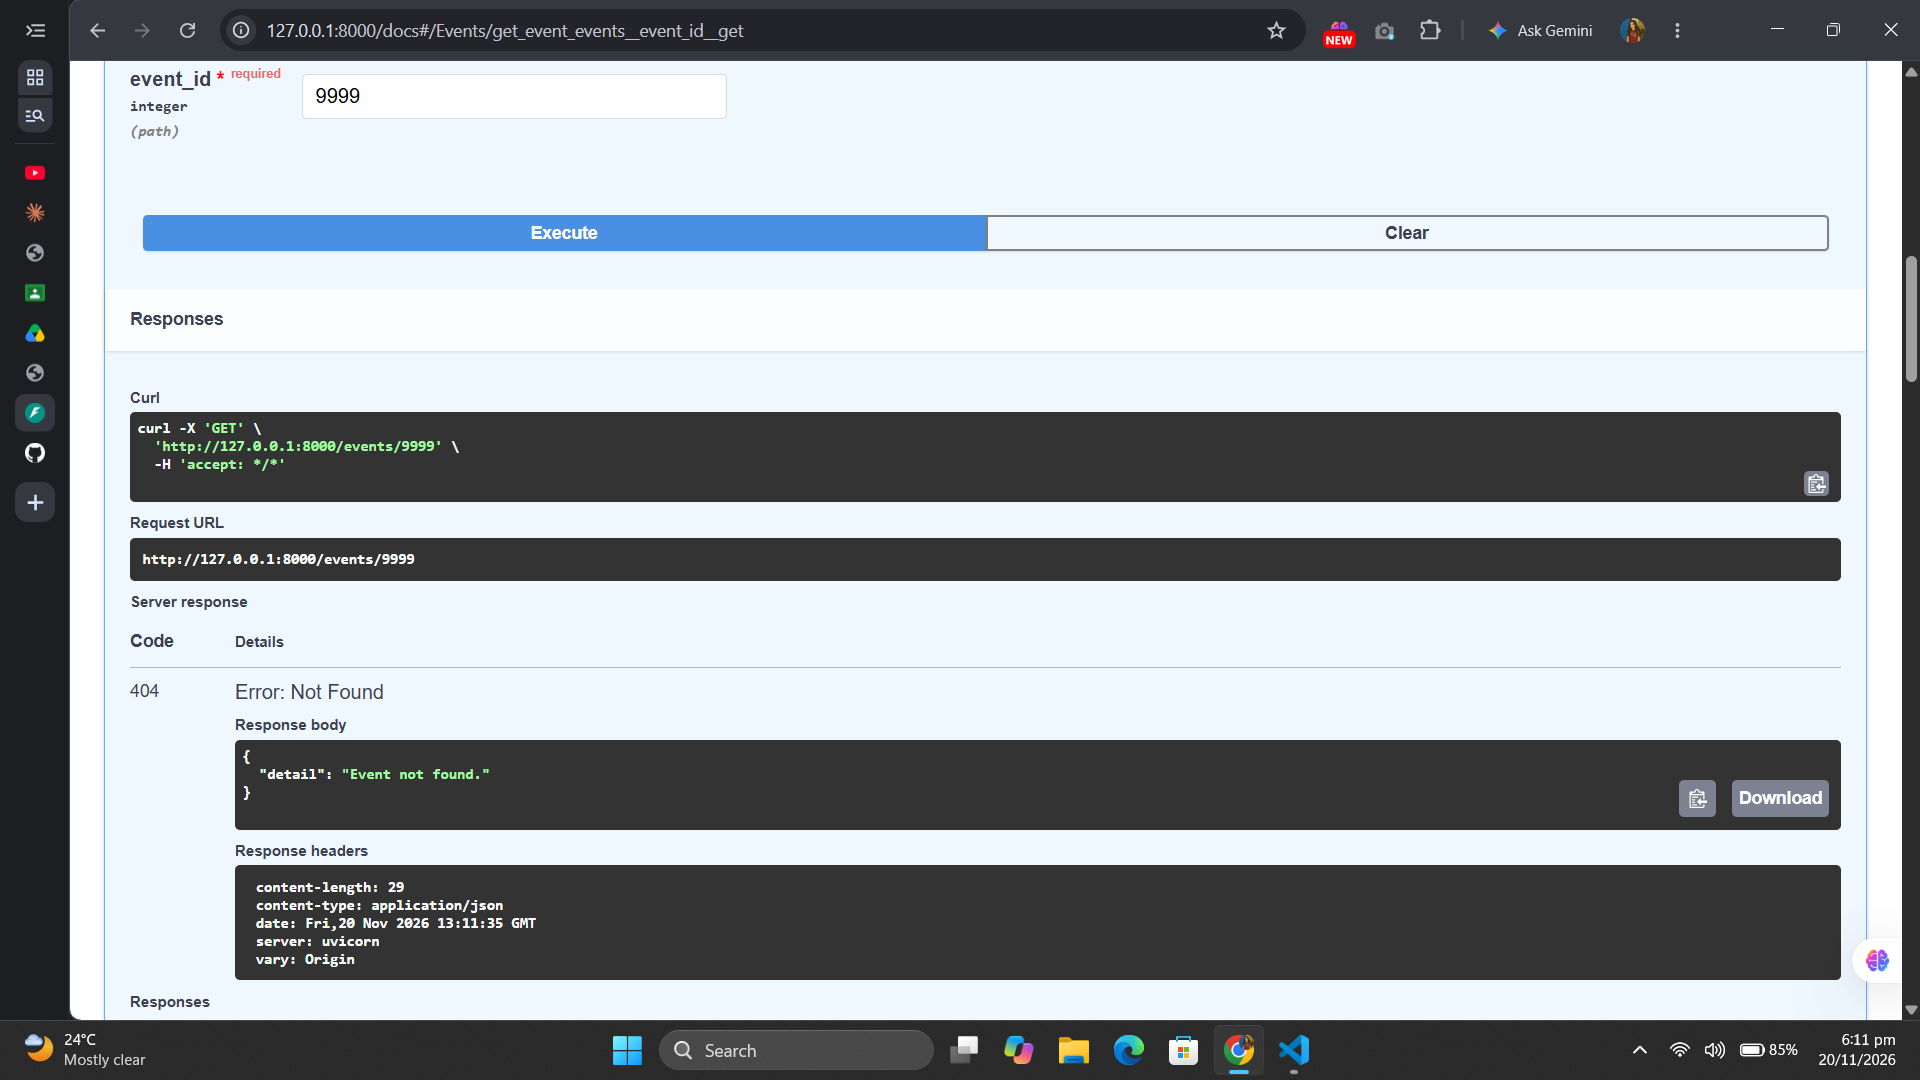 127.0.0.1:8000/docs#/Events/get_event_events__event_id__get
NEW
Ask Gemini
event_id * required
integer
(path)
9999
Execute
Clear
Responses
Curl
curl -X 'GET' \
'http://127.0.0.1:8000/events/9999' \
-H 'accept: */*'
Request URL
http://127.0.0.1:8000/events/9999
Server response
Code
Details
404
Error: Not Found
Response body
{
"detail": "Event not found."
}
Download
Response headers
content-length: 29
content-type: application/json
date: Fri,20 Nov 2026 13:11:35 GMT
server: uvicorn
vary: Origin
Responses
24°C
Mostly clear
Search
85%
6:11 pm
20/11/2026